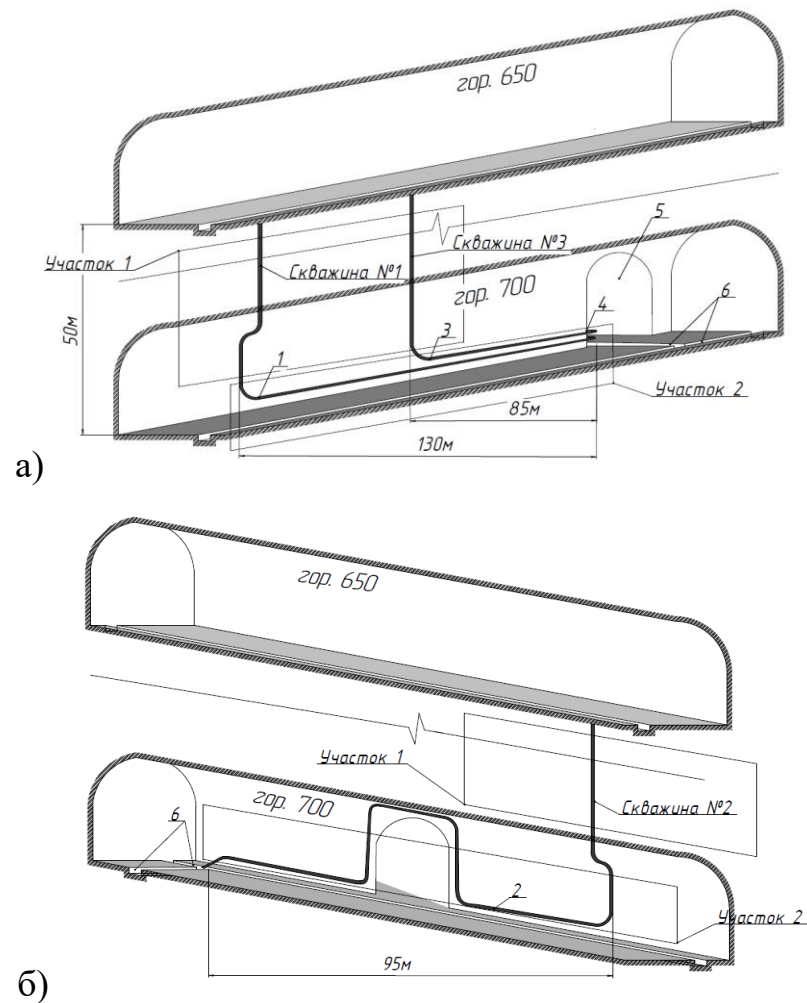 гор. 650
Участок 1
Скважина №1
Скважина №3
5
гор. 700
4
6
50м
3
1
Участок 2
85м
130м
а)
гор. 650
Участок 1
гор. 700
Скважина №2
6
2
Участок 2
95м
б)